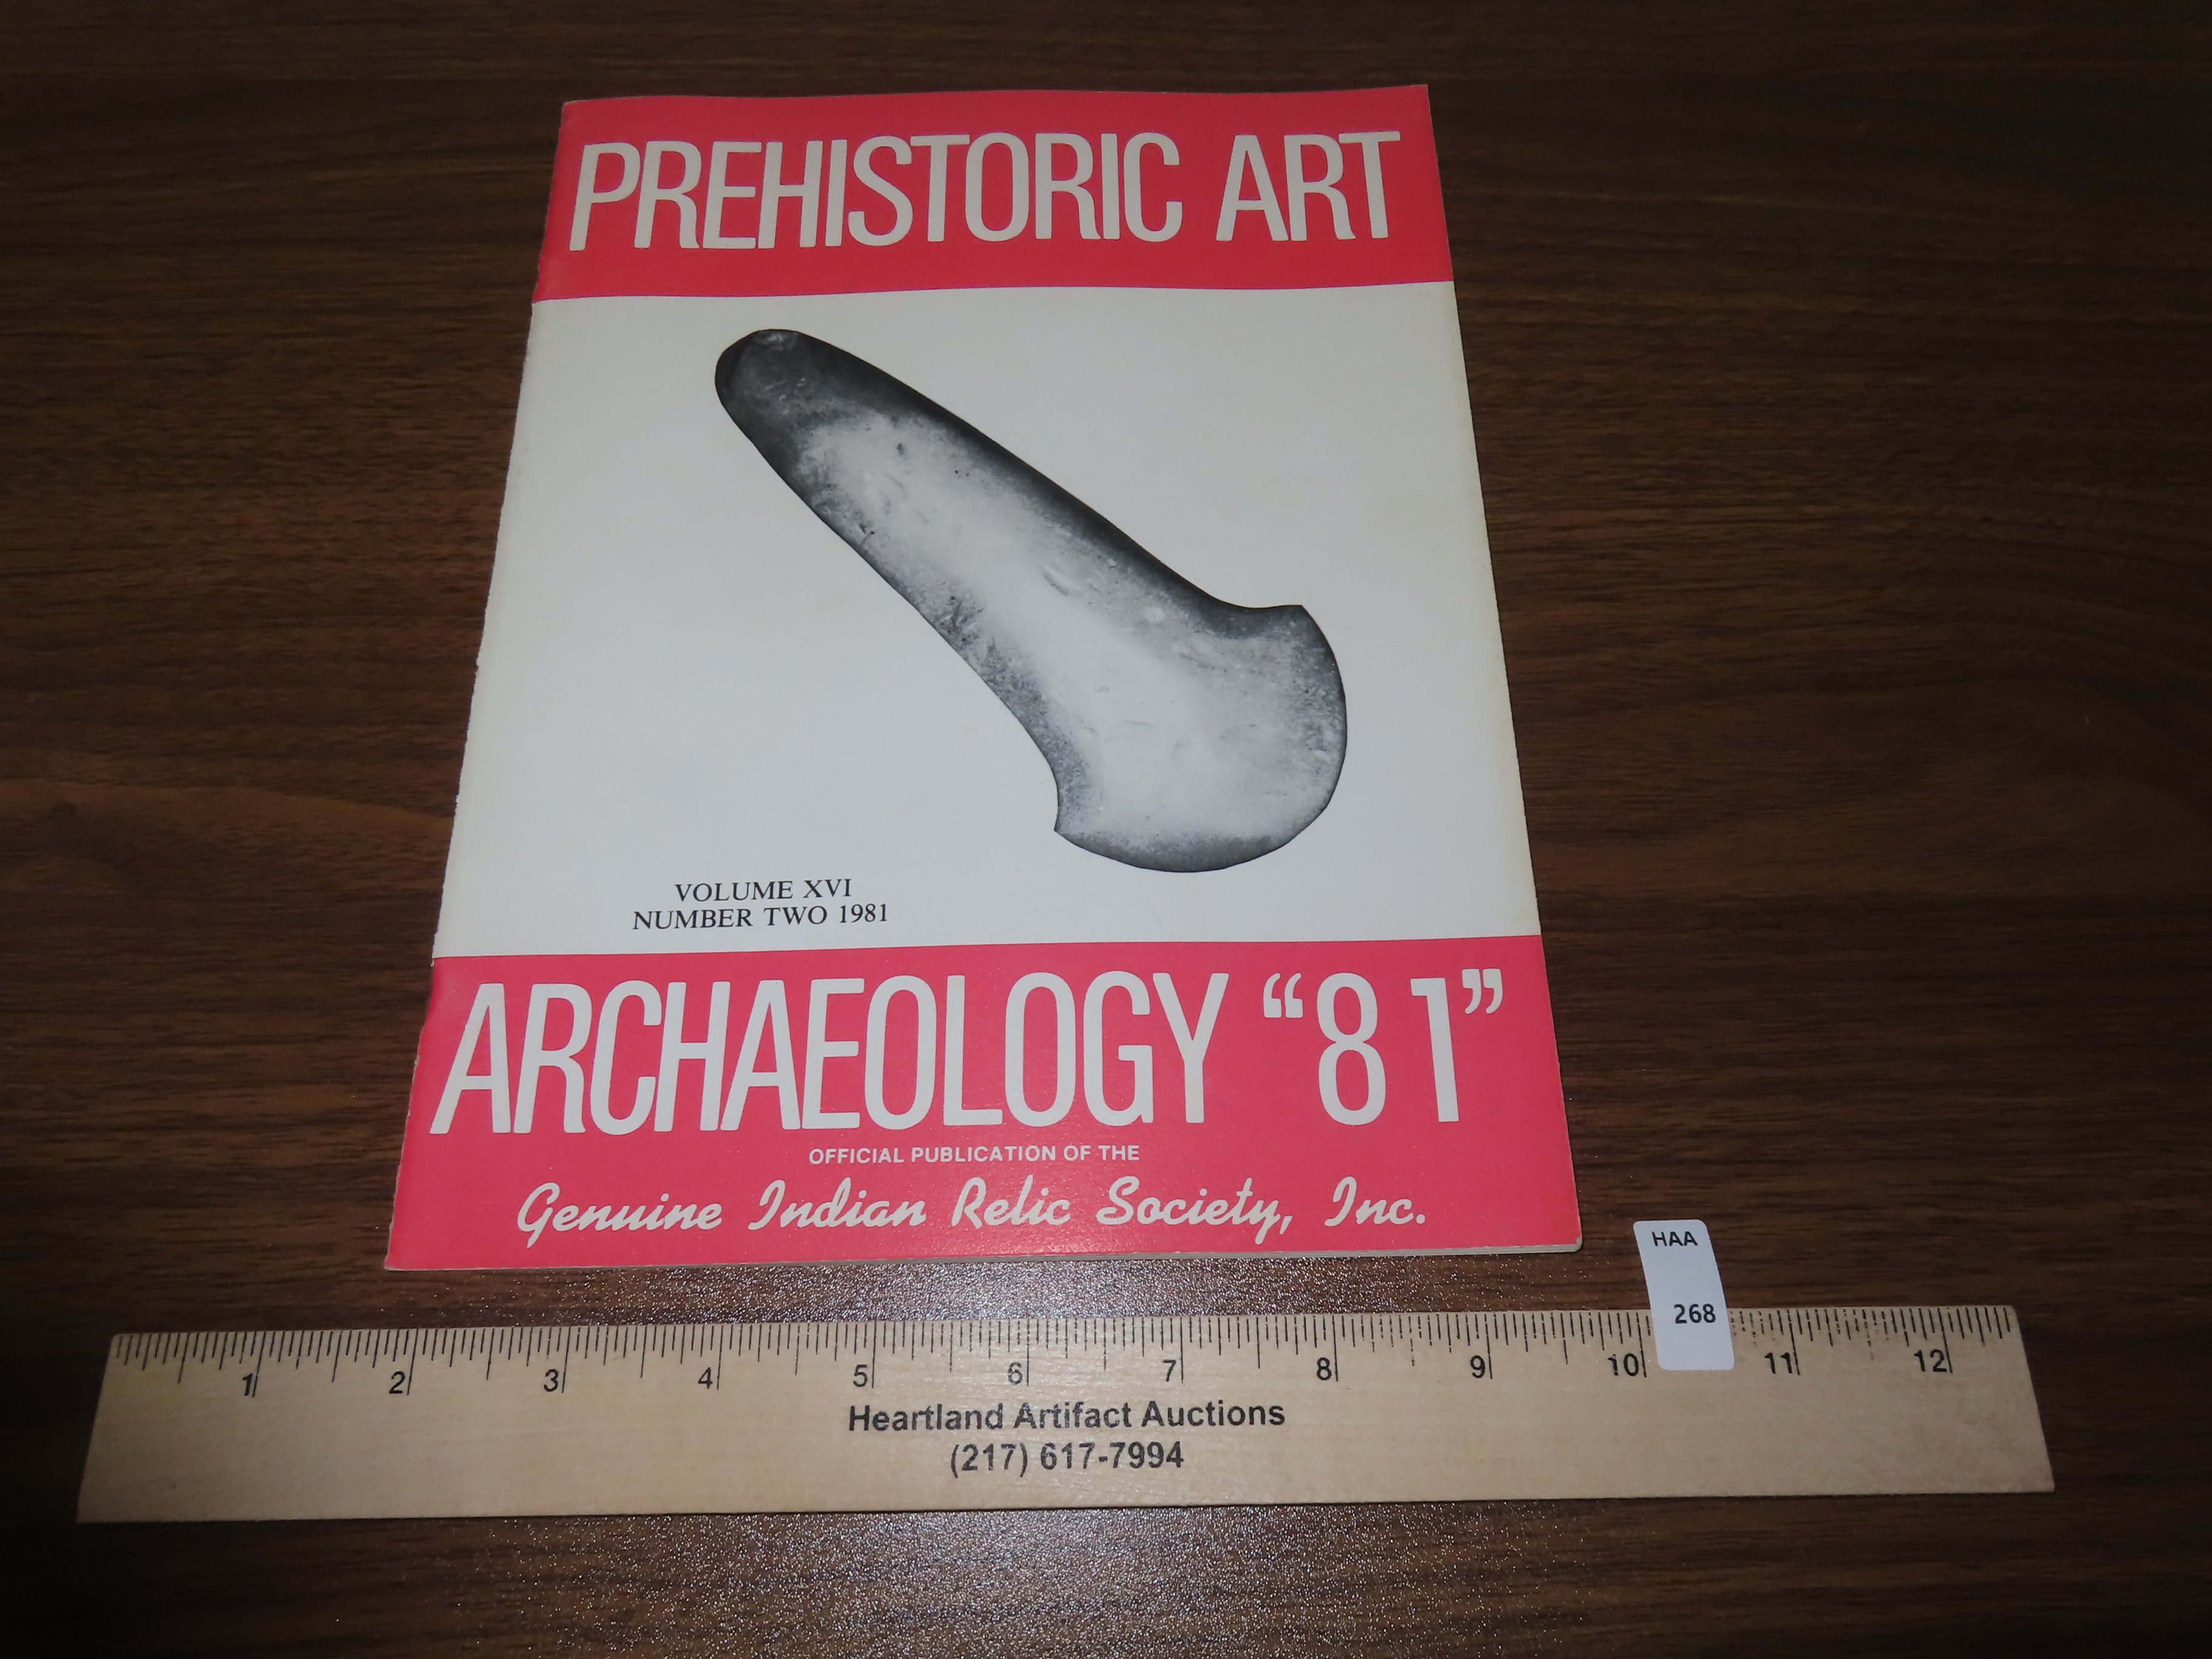 PREHISTORIC ART
VOLUME XVI
NUMBER TWO 1981
ARCHAEOLOGY “81”
OFFICIAL PUBLICATION OF THE
Genuine Indian Relic Society, Inc.
HAA
268
1 2 3 4 5 6 7 8 9 10 11 12
Heartland Artifact Auctions
(217) 617-7994